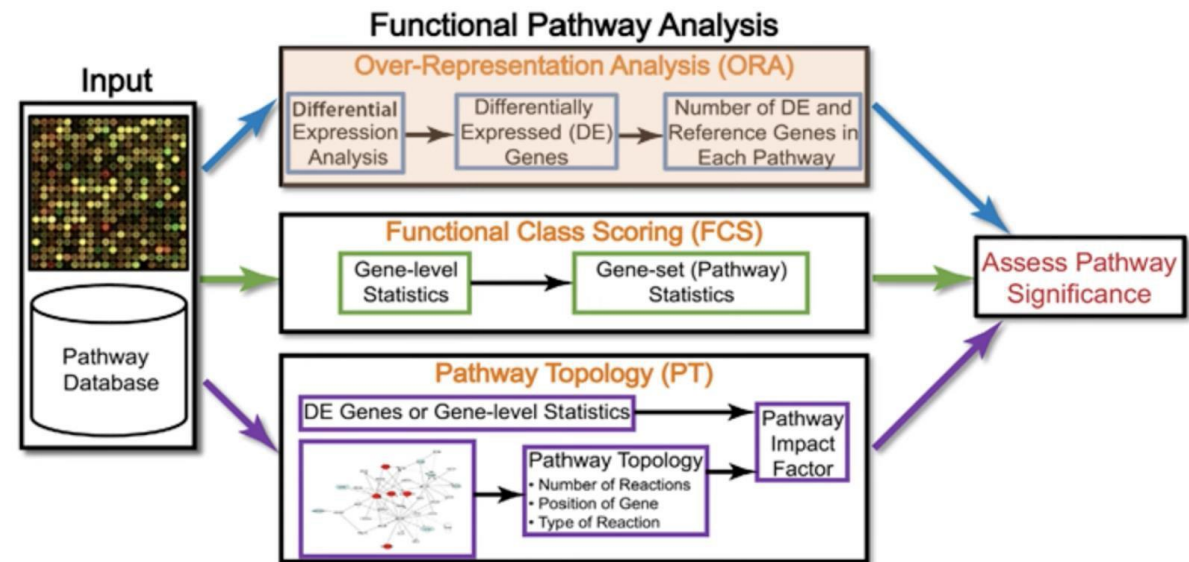 Functional Pathway Analysis
Input
Pathway
Database
Over-Representation Analysis (ORA)
Differential
Expression
Analysis
Differentially
Expressed (DE)
Genes
Number of DE and
Reference Genes in
Each Pathway
Functional Class Scoring (FCS)
Gene-level
Statistics
Gene-set (Pathway)
Statistics
Pathway Topology (PT)
DE Genes or Gene-level Statistics
Pathway Topology
• Number of Reactions
• Position of Gene
• Type of Reaction
Pathway
Impact
Factor
Assess Pathway
Significance